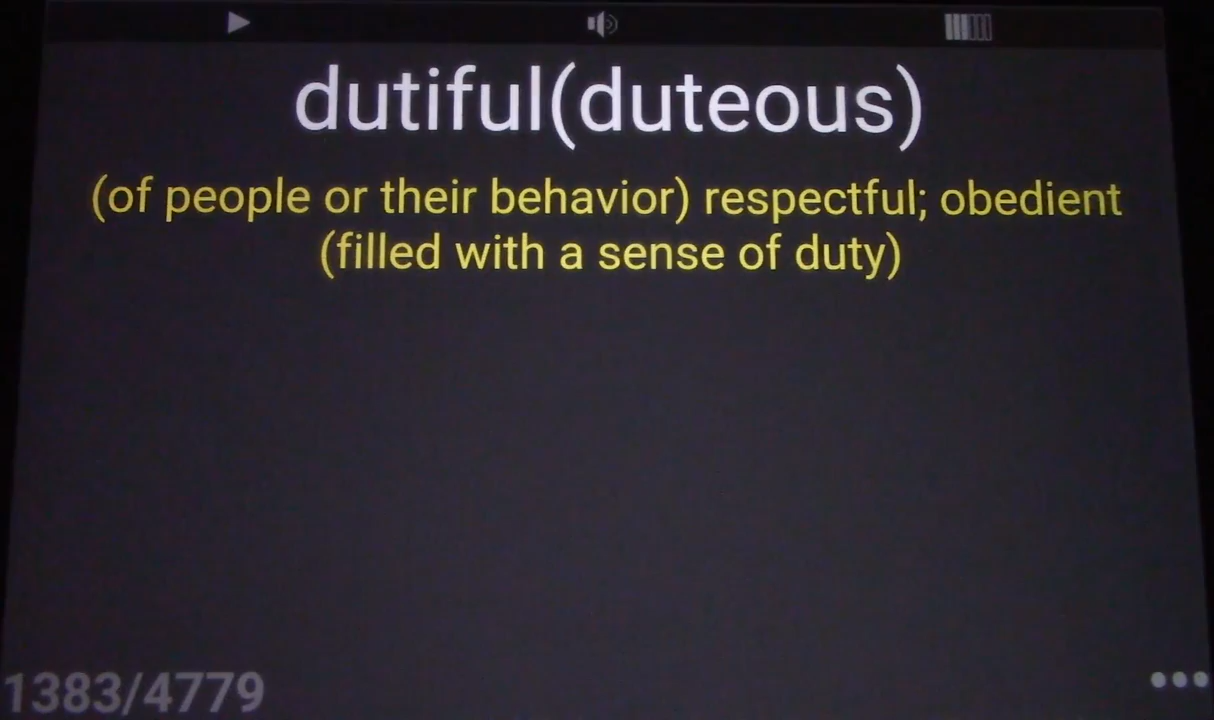 dutiful(duteous)
(of people or their behavior) respectful; obedient
(filled with a sense of duty)
1383/4779